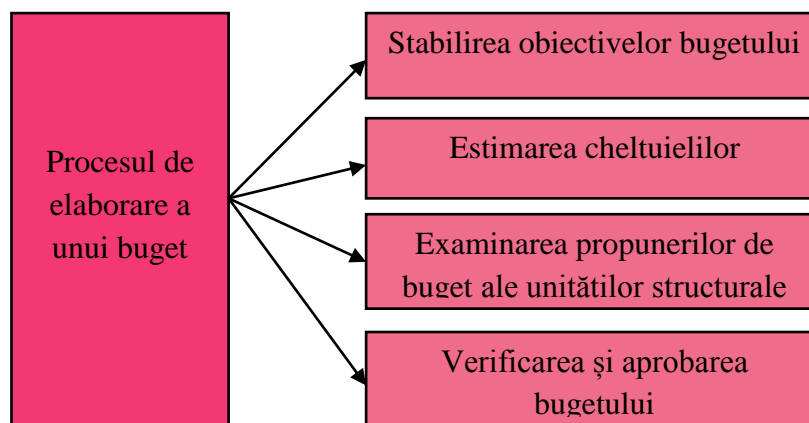 Procesul de
elaborare a
unui buget
Stabilirea obiectivelor bugetului
Estimarea cheltuielilor
Examinarea propunerilor de
buget ale unităților structurale
Verificarea și aprobarea
bugetului